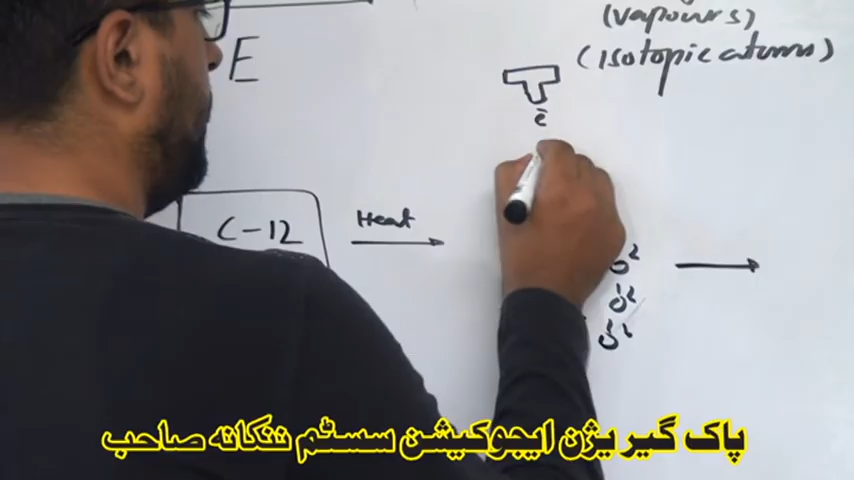 (vapours)
(Isotopic atoms)
E
ē
C-12
Heat
پاک گیریژن ایجوکیشن سسٹم ننکانہ صاحب